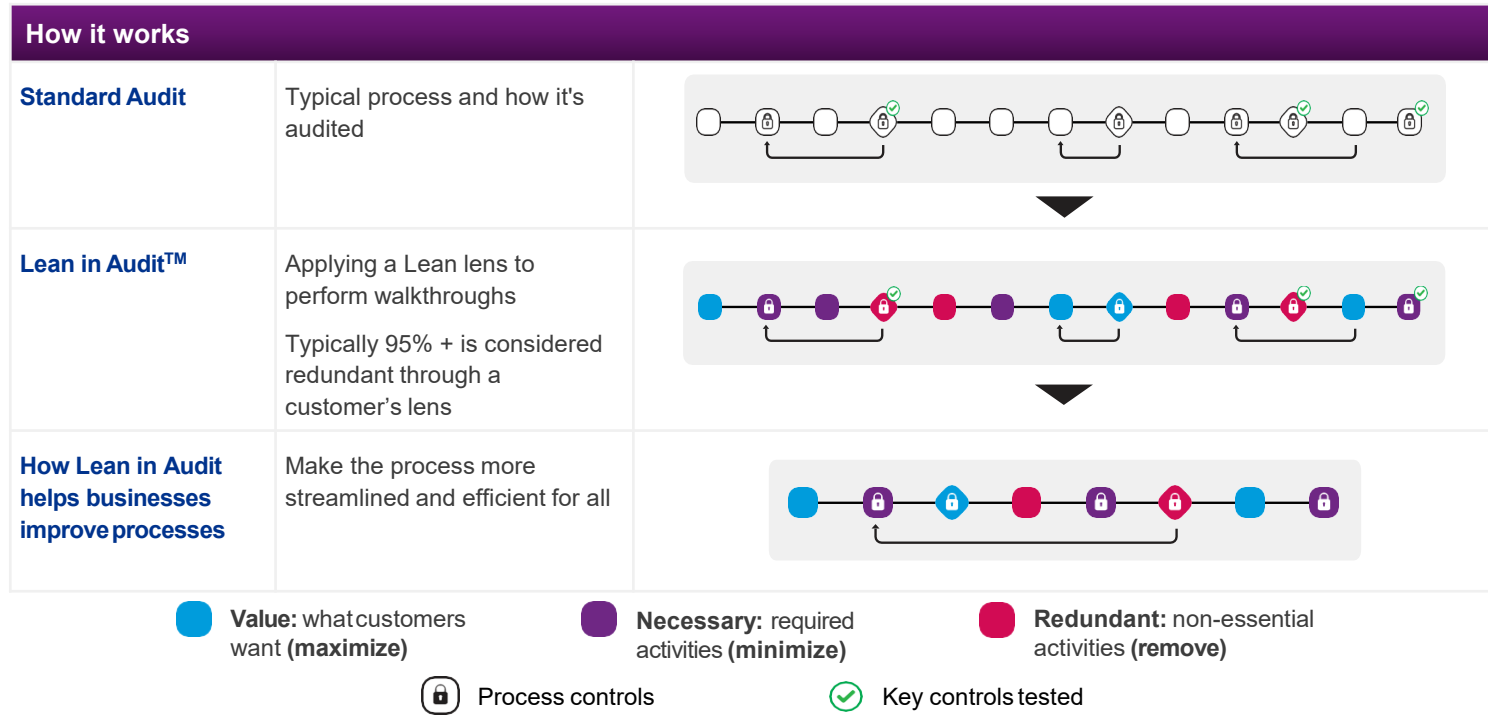 How it works
Standard Audit
Typical process and how it's
audited
Lean in Audit™
Applying a Lean lens to
perform walkthroughs
Typically 95% + is considered
redundant through a
customer’s lens
How Lean in Audit
helps businesses
improve processes
Make the process more
streamlined and efficient for all
Value: what customers
want (maximize)
Necessary: required
activities (minimize)
Redundant: non-essential
activities (remove)
Process controls
Key controls tested